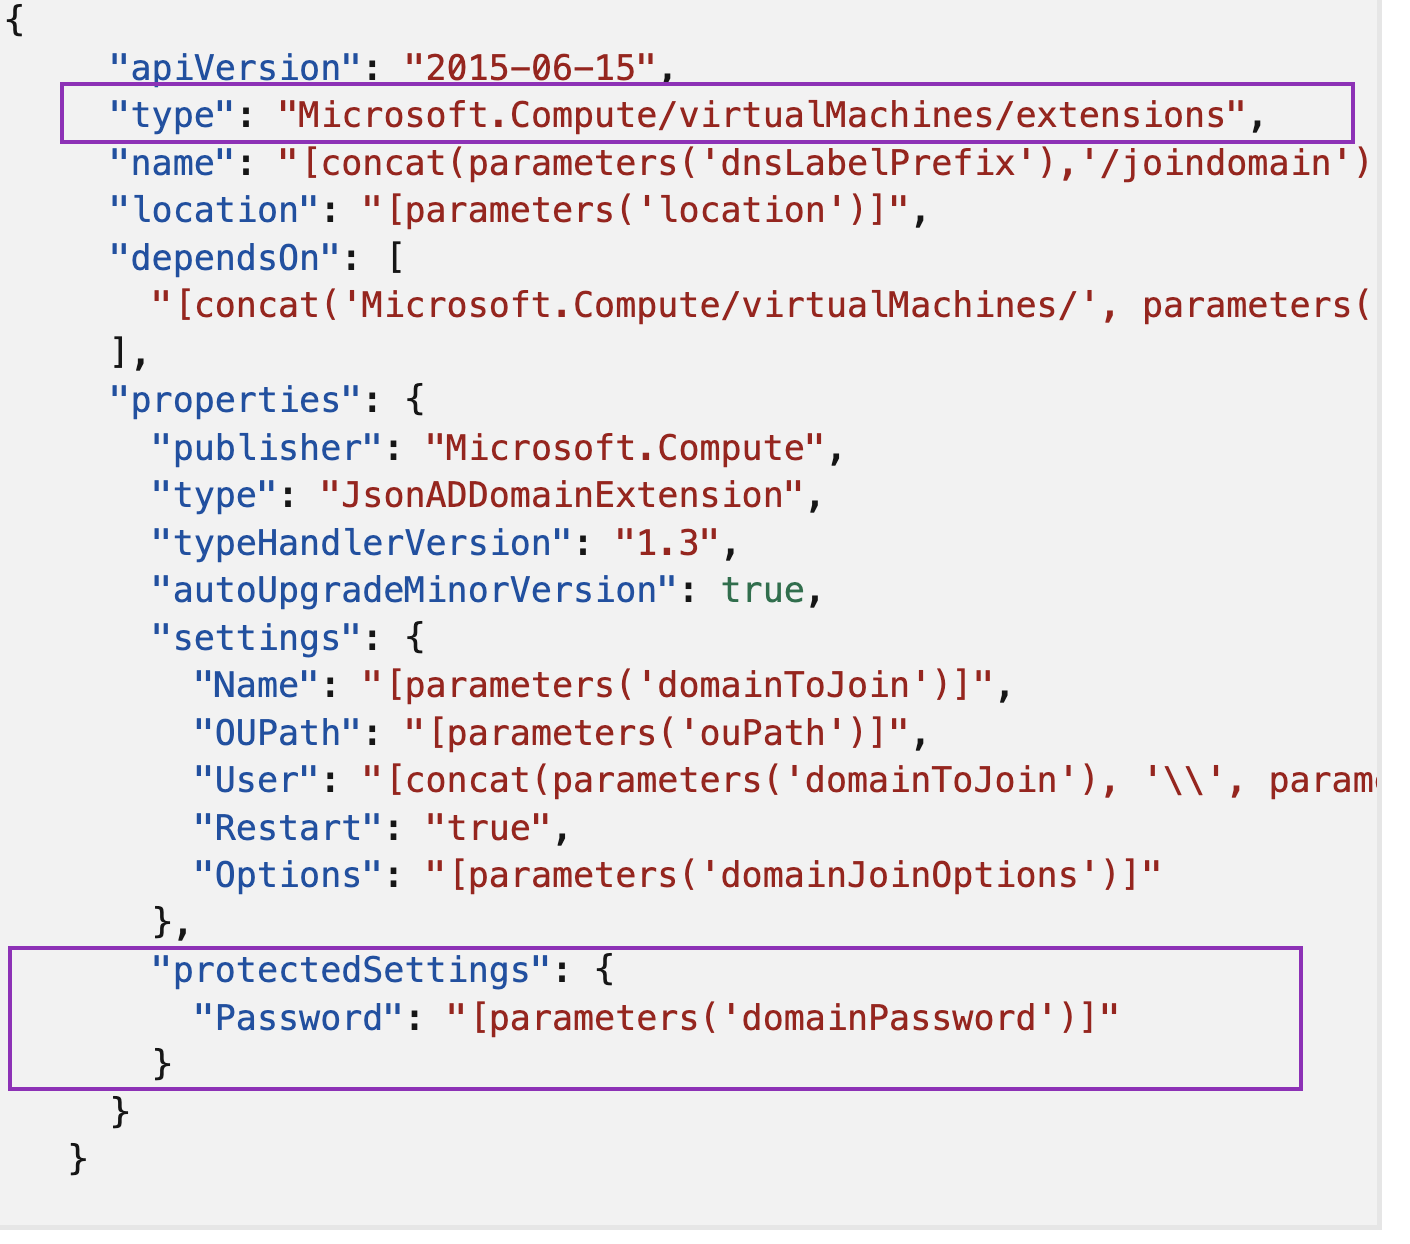 {
"apiVersion": "2015-06-15",
"type": "Microsoft.Compute/virtualMachines/extensions",
"name": "[concat(parameters('dnsLabelPrefix'),'/joindomain')
"location": "[parameters('location')]",
"dependsOn": [
"[concat('Microsoft.Compute/virtualMachines/', parameters(
],
"properties": {
"publisher": "Microsoft.Compute",
"type": "JsonADDomainExtension",
"typeHandlerVersion": "1.3",
"autoUpgradeMinorVersion": true,
"settings": {
"Name": "[parameters('domainToJoin')]",
"OUPath": "[parameters('ouPath')]",
"User": "[concat(parameters('domainToJoin'), '\\', param
"Restart": "true",
"Options": "[parameters('domainJoinOptions')]"
},
"protectedSettings": {
"Password": "[parameters('domainPassword')]"
}
}
}